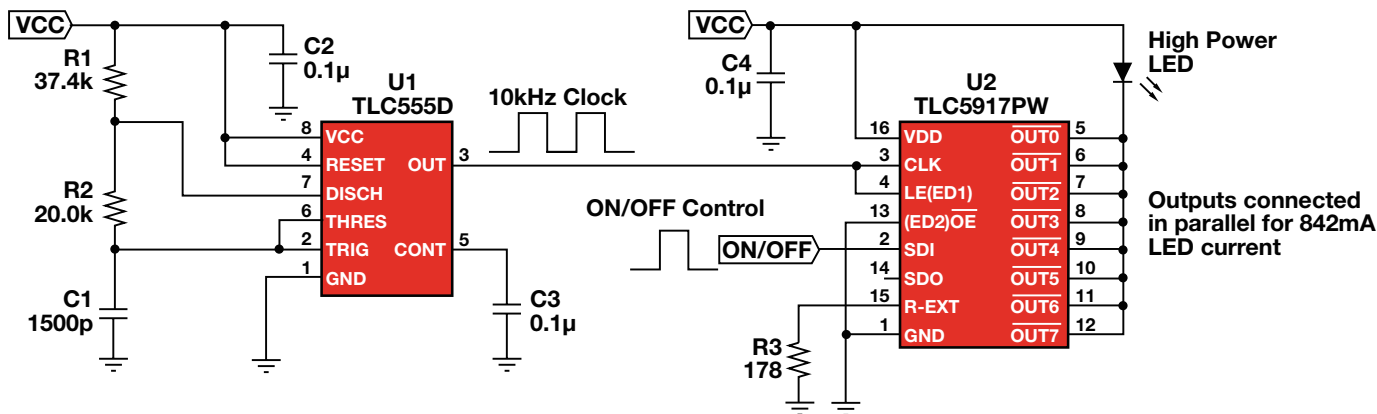 VCC
R1
37.4k
C2
0.1µ
U1
TLC555D
8
VCC
4
RESET
OUT
3
7
DISCH
R2
20.0k
6
THRES
2
TRIG
CONT
5
1
GND
C1
1500p
C3
0.1µ
10kHz Clock
ON/OFF Control
ON/OFF
VCC
C4
0.1µ
High Power
LED
U2
TLC5917PW
16
VDD
OUT0
5
3
CLK
OUT1
6
4
LE(ED1)
OUT2
7
13
(ED2)OE
OUT3
8
2
SDI
OUT4
9
14
SDO
OUT5
10
15
R-EXT
OUT6
11
1
GND
OUT7
12
R3
178
Outputs connected
in parallel for 842mA
LED current